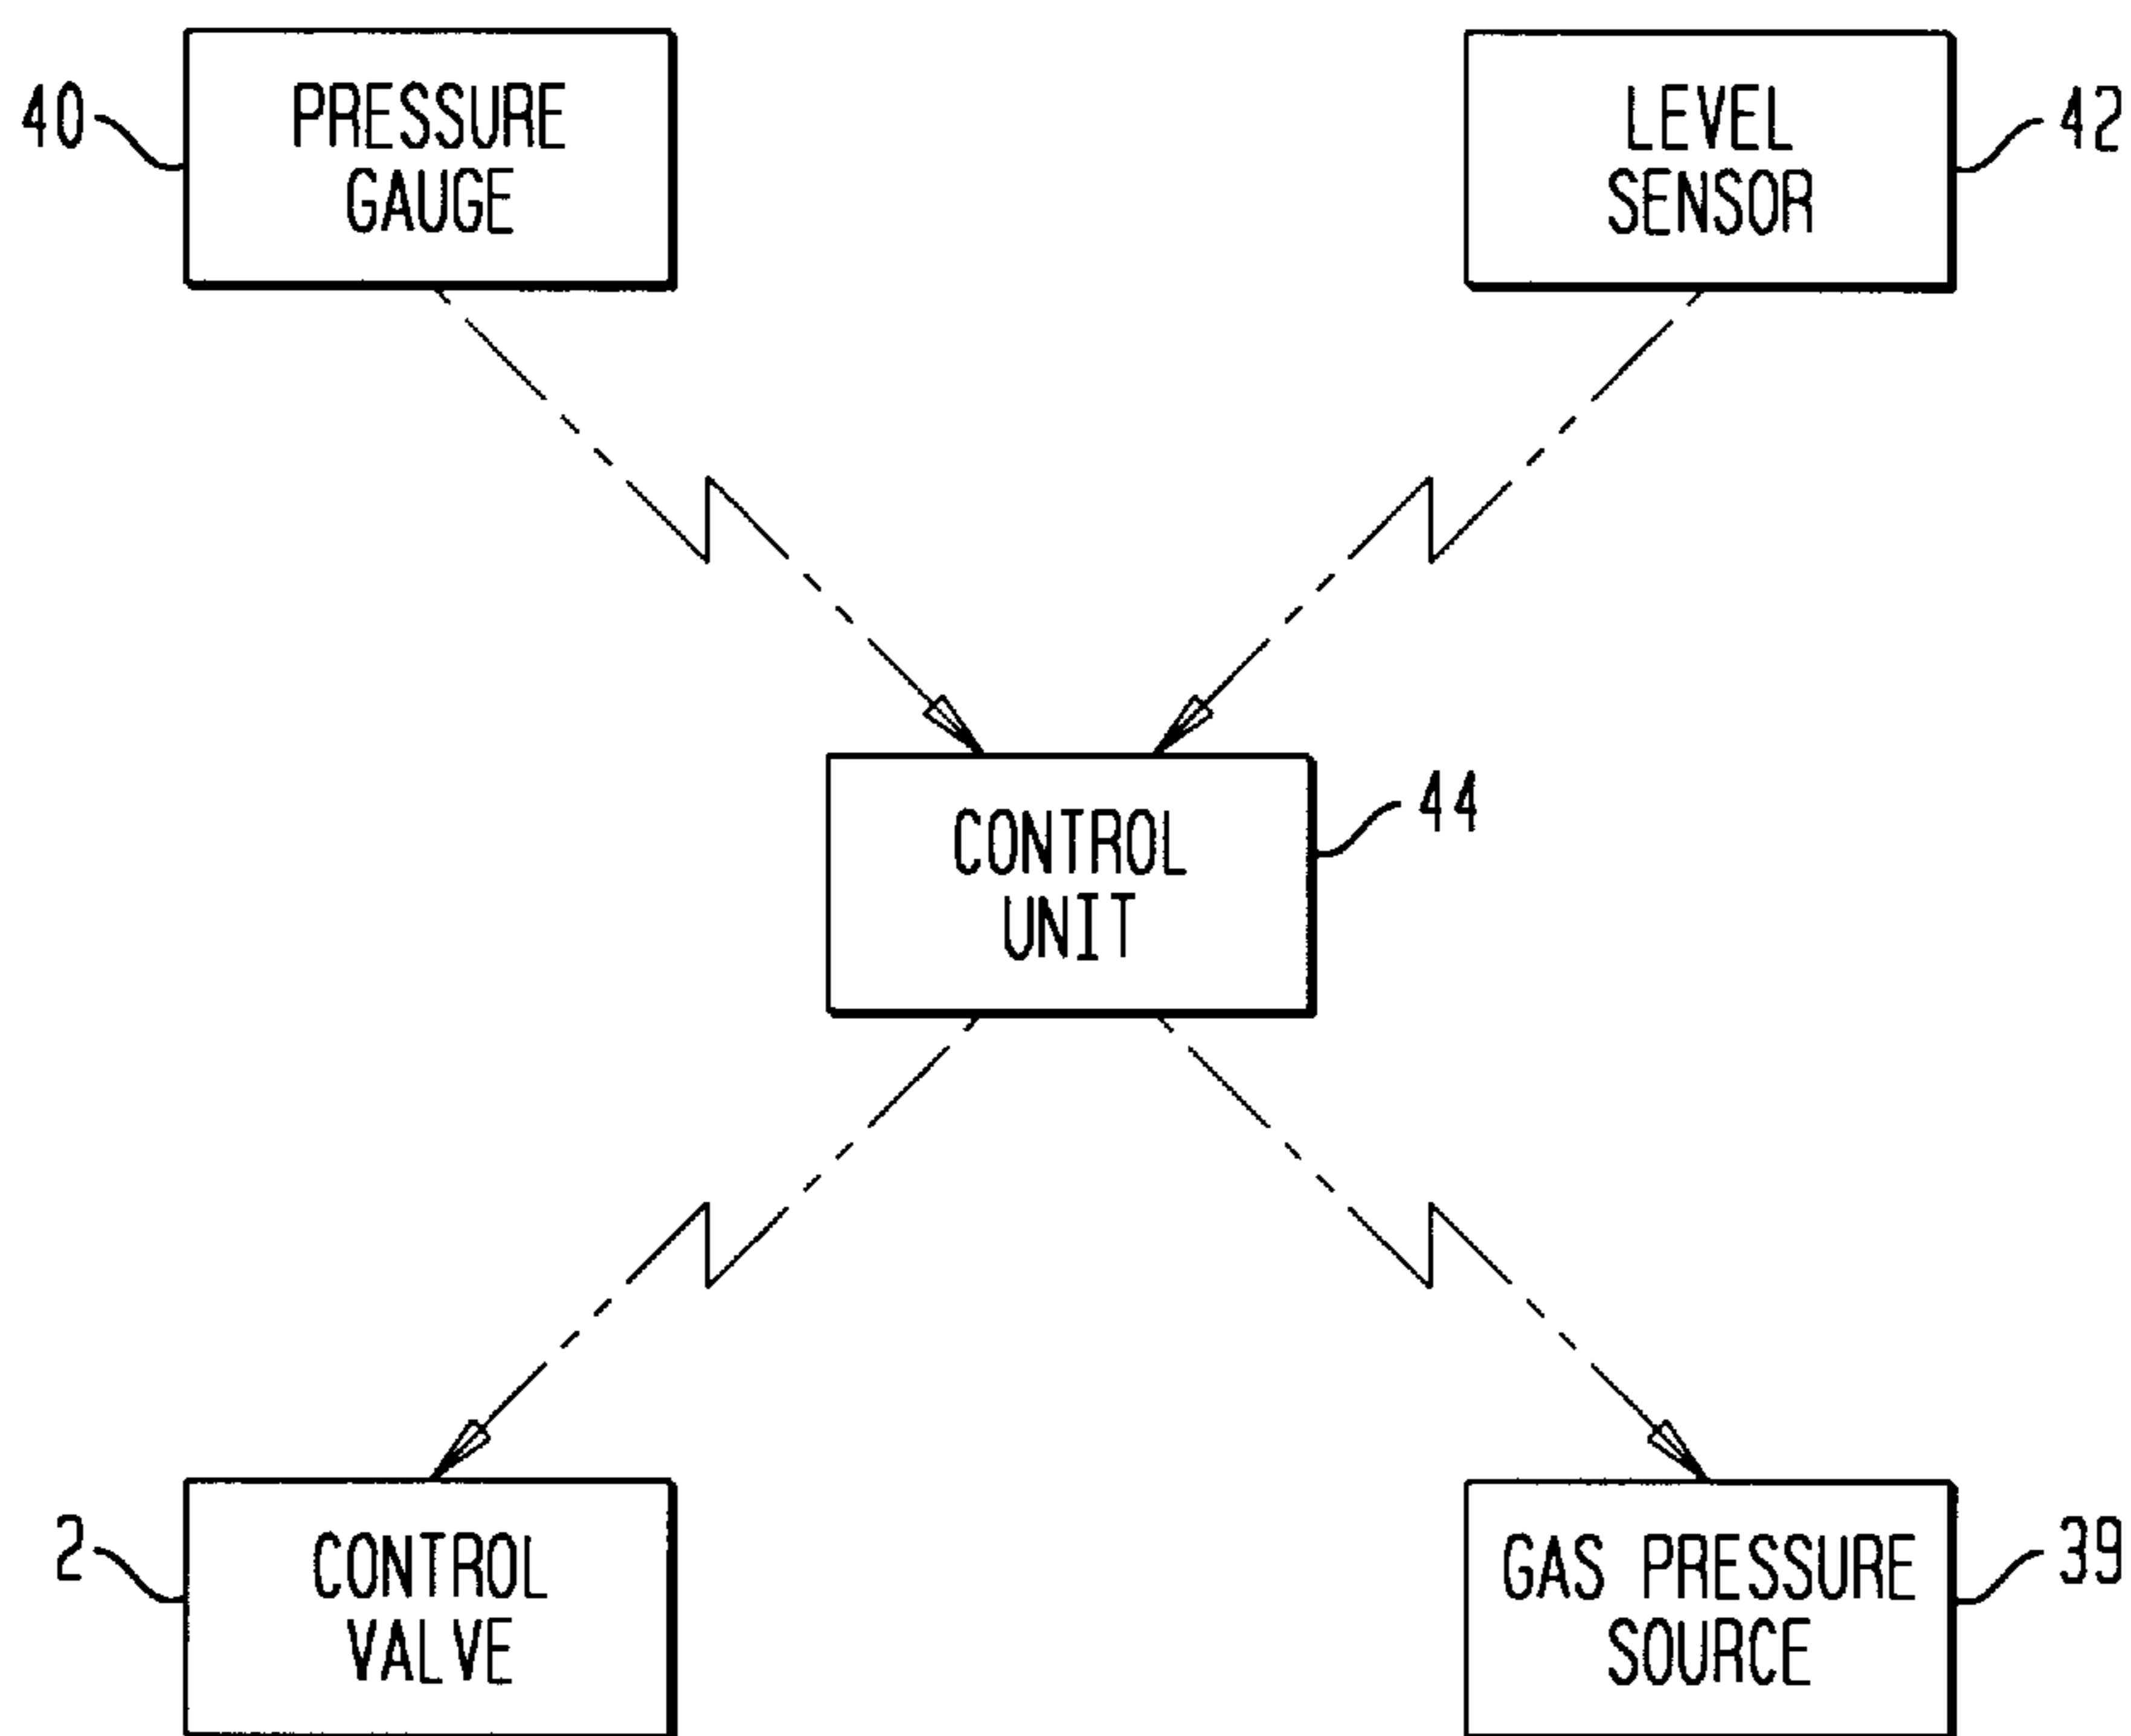 40
PRESSURE
GAUGE
LEVEL
SENSOR
42
CONTROL
UNIT
44
2
CONTROL
VALVE
GAS PRESSURE
SOURCE
39